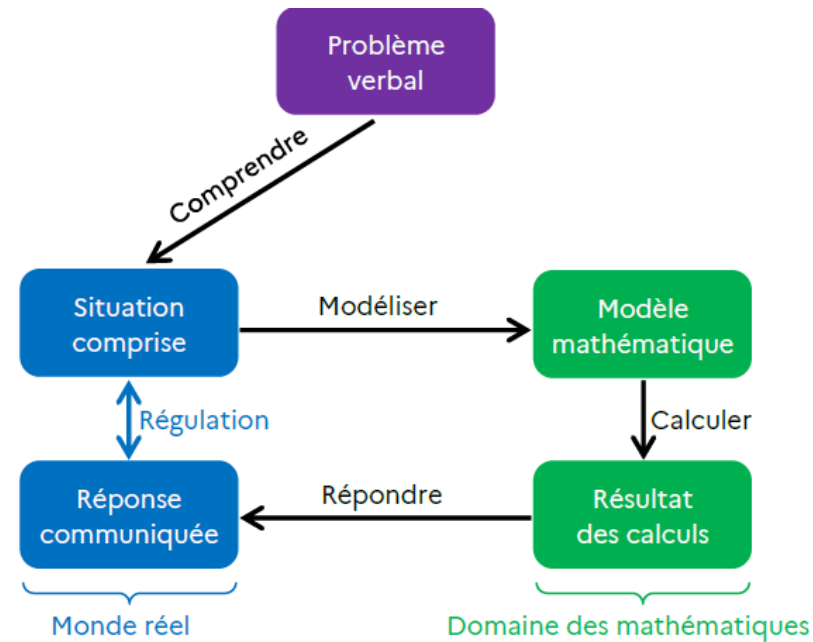 Problème
verbal
Comprendre
Situation
comprise
Modéliser
Modèle
mathématique
Régulation
Calculer
Réponse
communiquée
Répondre
Résultat
des calculs
Monde réel
Domaine des mathématiques